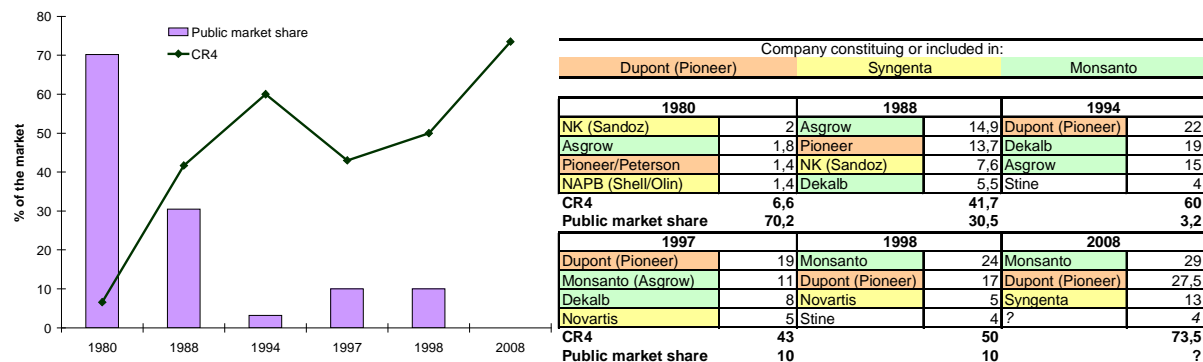 80
70
60
50
40
30
20
10
0
% of the market
Public market share
CR4
1980 1988 1994 1997 1998 2008
Company constituing or included in:
Dupont (Pioneer) Syngenta Monsanto
1980 1988 1994
NK (Sandoz) 2 Asgrow 14,9 Dupont (Pioneer) 22
Asgrow 1,8 Pioneer 13,7 Dekalb 19
Pioneer/Peterson 1,4 NK (Sandoz) 7,6 Asgrow 15
NAPB (Shell/Olin) 1,4 Dekalb 5,5 Stine 4
CR4 6,6 41,7 60
Public market share 70,2 30,5 3,2
1997 1998 2008
Dupont (Pioneer) 19 Monsanto 24 Monsanto 29
Monsanto (Asgrow) 11 Dupont (Pioneer) 17 Dupont (Pioneer) 27,5
Dekalb 8 Novartis 5 Syngenta 13
Novartis 5 Stine 4 ? 4
CR4 43 50 73,5
Public market share 10 10 ?